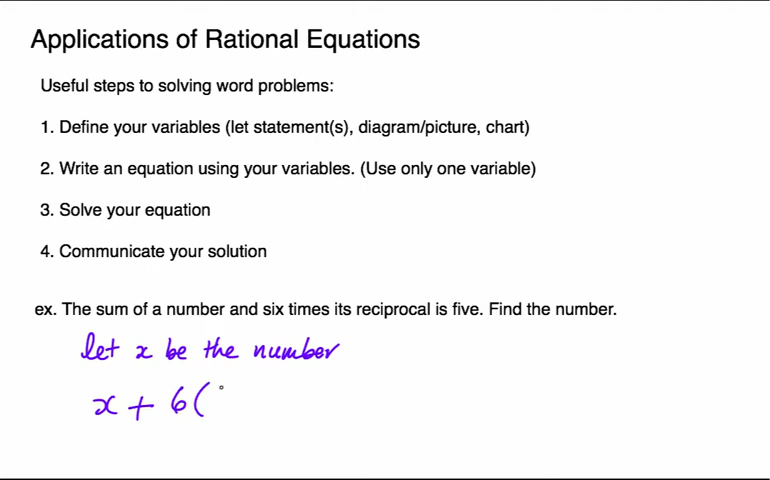 Applications of Rational Equations
Useful steps to solving word problems:
1. Define your variables (let statement(s), diagram/picture, chart)
2. Write an equation using your variables. (Use only one variable)
3. Solve your equation
4. Communicate your solution
ex. The sum of a number and six times its reciprocal is five. Find the number.
let x be the number
x + 6(